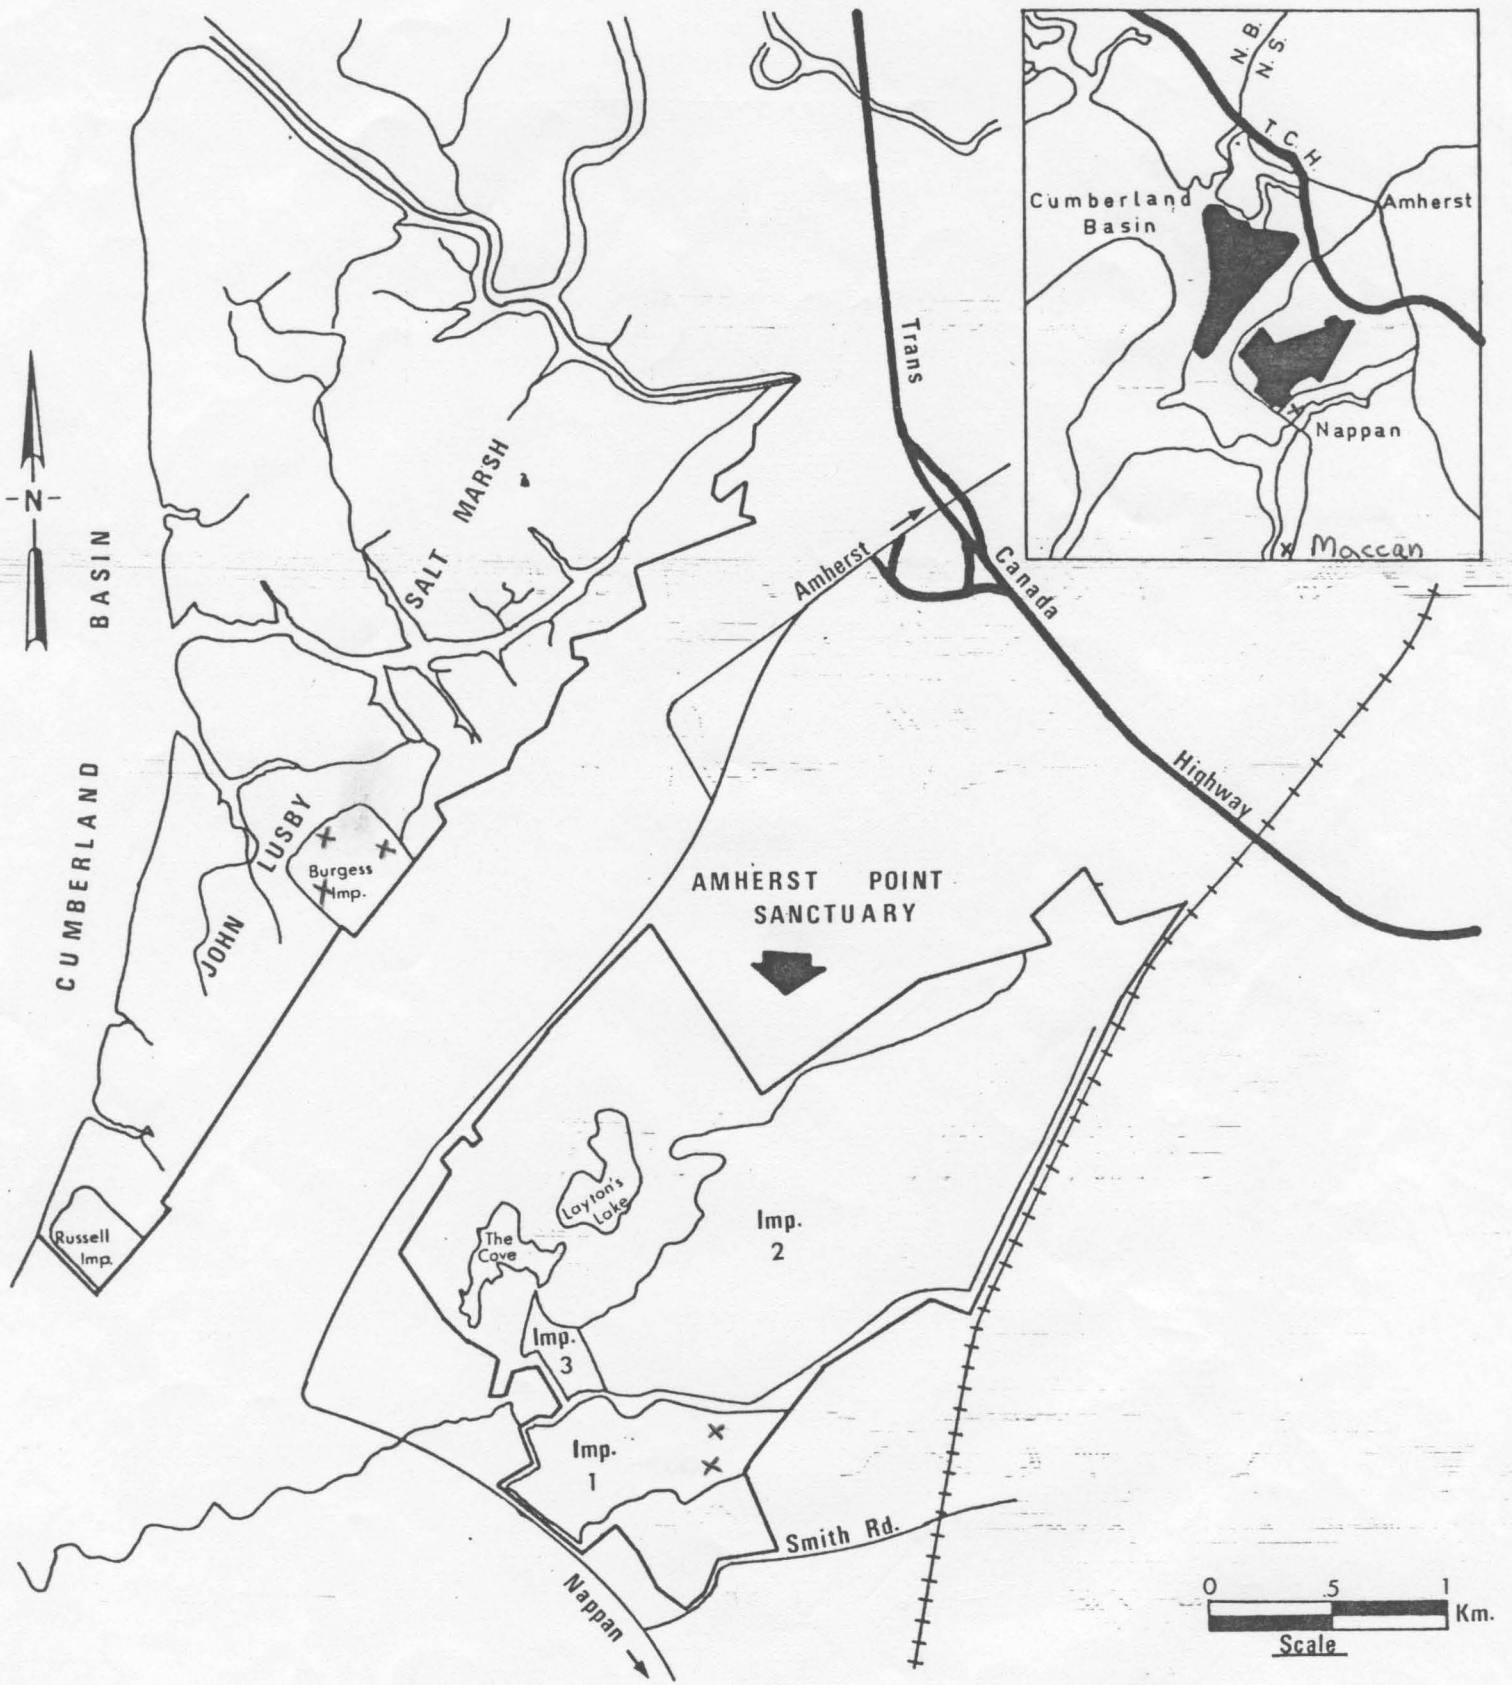 N. B.
N. S.
T. C. H.
Cumberland
Basin
Amherst
Nappan
x Maccan
Trans
Canada
Highway
Amherst
-N-
SALT MARSH
CUMBERLAND BASIN
JOHN LUSBY
Burgess
Imp.
AMHERST POINT
SANCTUARY
Layton's
Lake
The
Cove
Imp.
2
Russell
Imp.
Imp.
3
Imp.
1
Smith Rd.
Nappan
0 .5 1
Km.
Scale